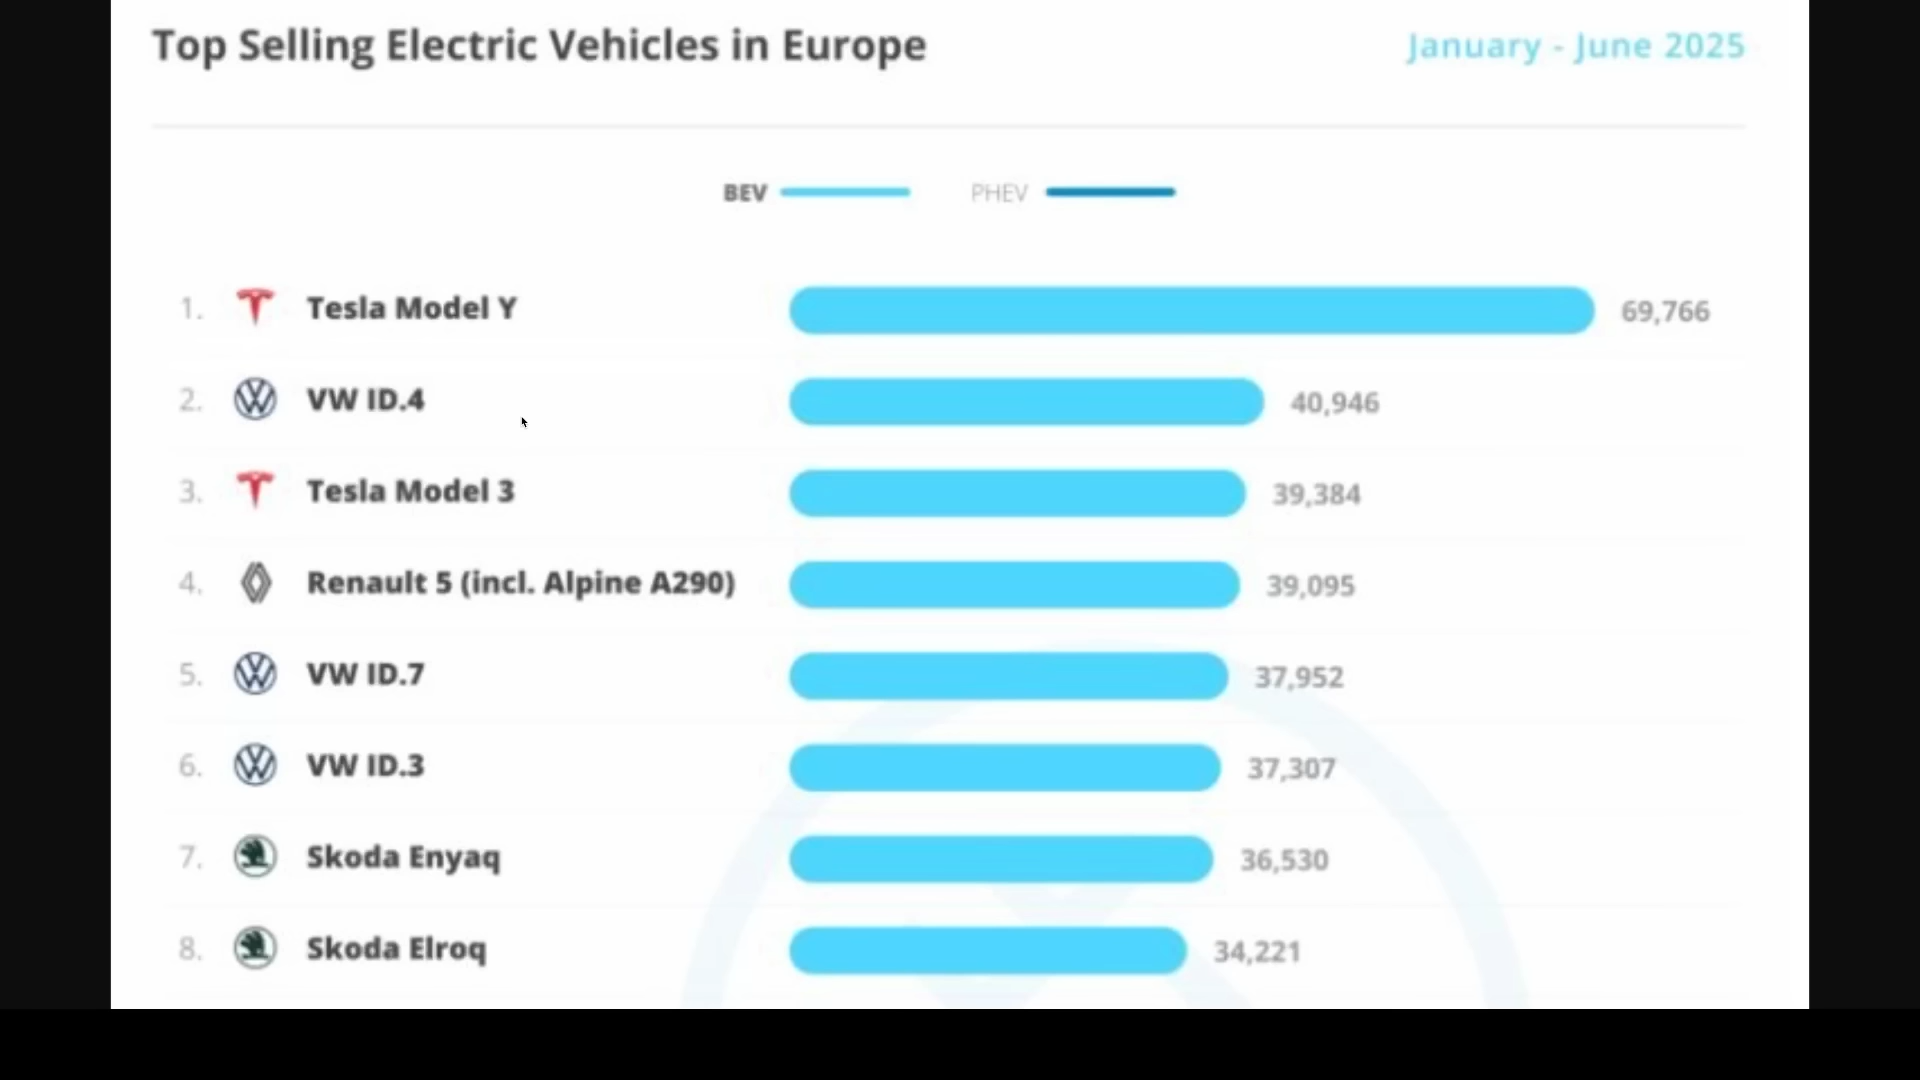 Top Selling Electric Vehicles in Europe January - June 2025
BEV PHEV
1. Tesla Model Y 69,766
2. VW ID.4 40,946
3. Tesla Model 3 39,384
4. Renault 5 (incl. Alpine A290) 39,095
5. VW ID.7 37,952
6. VW ID.3 37,307
7. Skoda Enyaq 36,530
8. Skoda Elroq 34,221